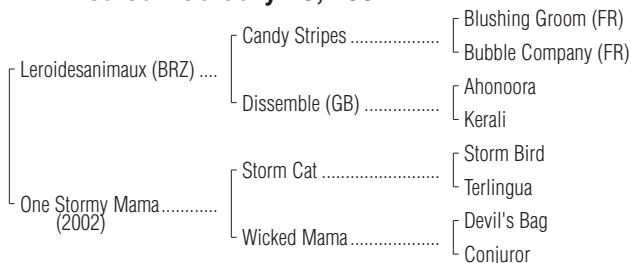 Blushing Groom (FR)
Candy Stripes ...................
Bubble Company (FR)
Leroidesanimaux (BRZ) ....
Ahonoora
Dissemble (GB) ................
Kerali
Storm Bird
Storm Cat ........................
Terlingua
One Stormy Mama............
(2002)
Devil's Bag
Wicked Mama...................
Conjuror